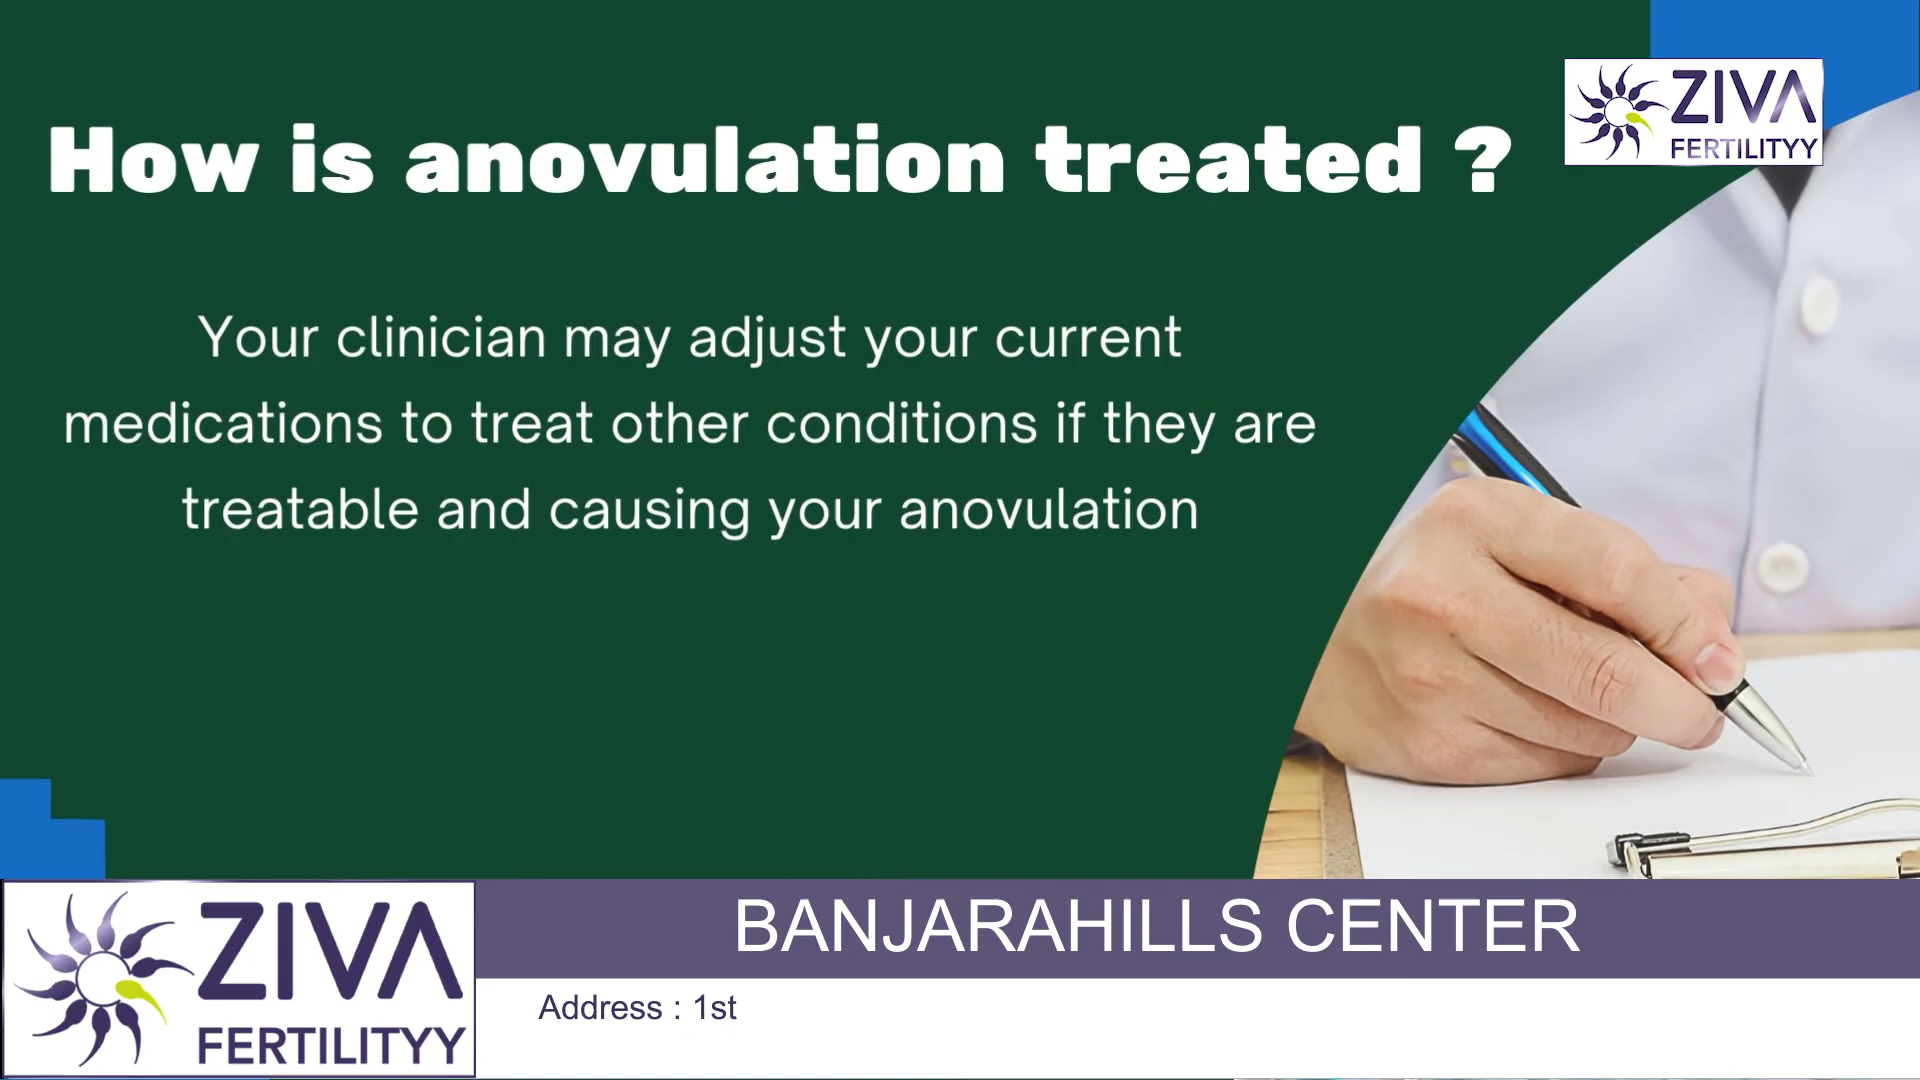 How is anovulation treated ?
ZIVA
FERTILITYY
Your clinician may adjust your current
medications to treat other conditions if they are
treatable and causing your anovulation
ZIVA
FERTILITYY
BANJARAHILLS CENTER
Address : 1st